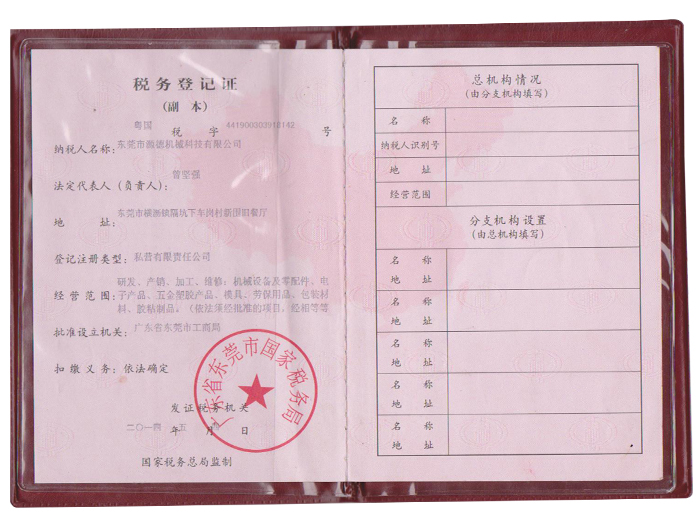 税务登记证
（副 本）
粤国
税 字 441900303918142 号
纳税人名称：东莞市 德机械科技有限公司
法定代表人（负责人）：曾坚强
地 址：东莞市横沥镇隔坑下车岗村新围旧餐厅
登记注册类型：私营有限责任公司
研发、产销、加工、维修：机械设备及零配件、电
经营范围：子产品、五金塑胶产品、模具、劳保用品、包装材
料、胶粘制品。（依法须经批准的项目，经相
批准设立机关：广东省东莞市工商局
扣缴义务：依法确定
广东省东莞市国家税务局
发证税务机关
二〇一四 年 五 月 日
国家税务总局监制
总机构情况
（由分支机构填写）
名 称
纳税人识别号
地 址
经营范围
分支机构设置
（由总机构填写）
名 称
地 址
名 称
地 址
名 称
地 址
名 称
地 址
名 称
地 址